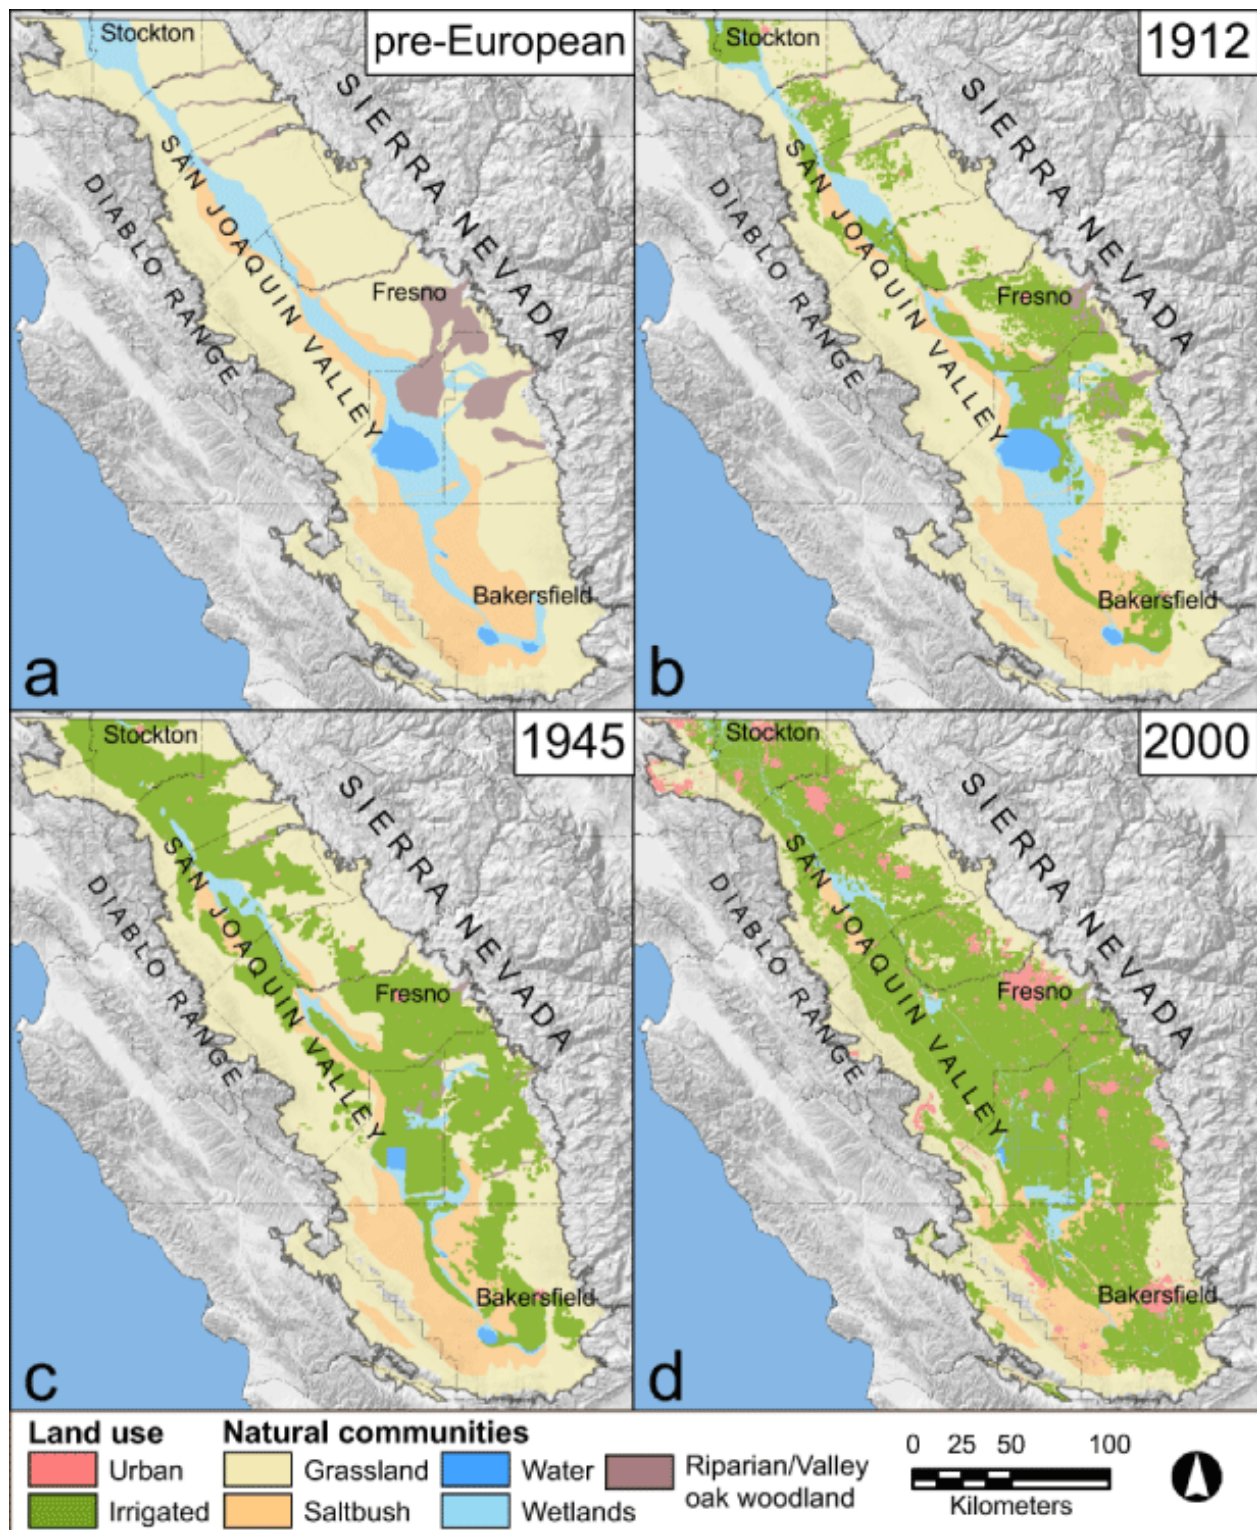 Stockton
pre-European
SIERRA NEVADA
SAN JOAQUIN VALLEY
DIABLO RANGE
Fresno
Bakersfield
a
Stockton
1912
SIERRA NEVADA
SAN JOAQUIN VALLEY
DIABLO RANGE
Fresno
Bakersfield
b
Stockton
1945
SIERRA NEVADA
SAN JOAQUIN VALLEY
DIABLO RANGE
Fresno
Bakersfield
c
Stockton
2000
SIERRA NEVADA
SAN JOAQUIN VALLEY
DIABLO RANGE
Fresno
Bakersfield
d
Land use
Urban
Irrigated
Natural communities
Grassland
Saltbush
Water
Wetlands
Riparian/Valley
oak woodland
0 25 50 100
Kilometers